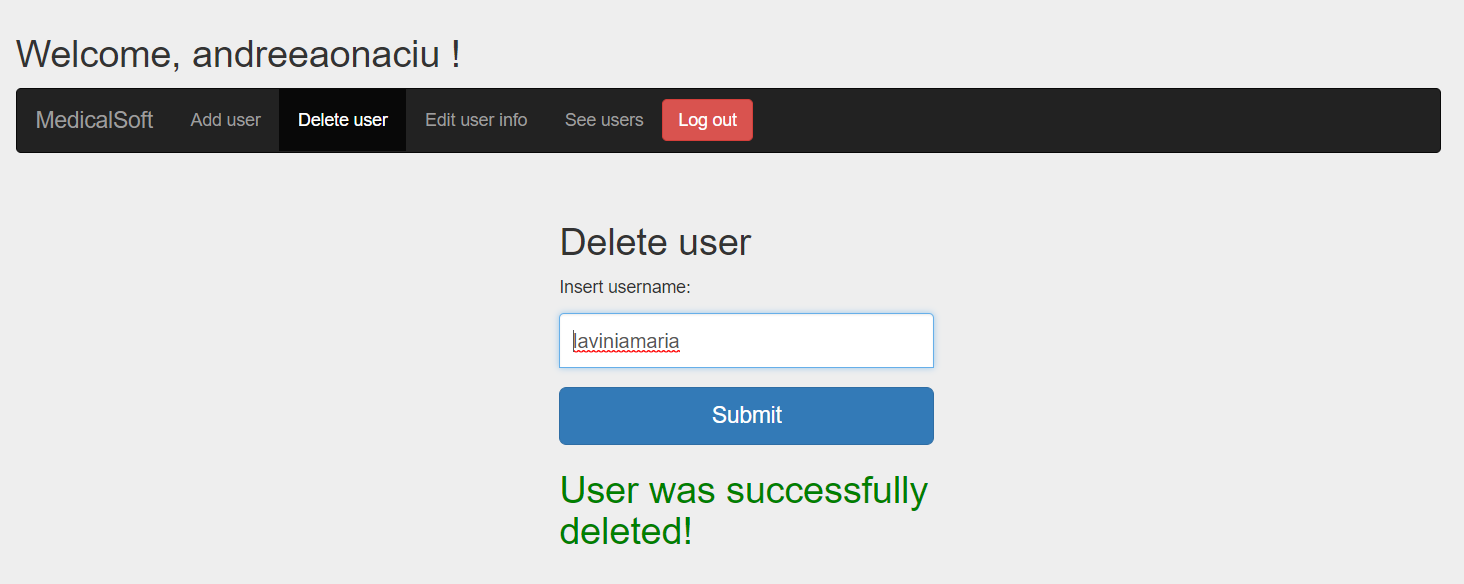 Welcome, andreeaonaciu !
MedicalSoft Add user Delete user Edit user info See users Log out
Delete user
Insert username:
laviniamaria
Submit
User was successfully
deleted!